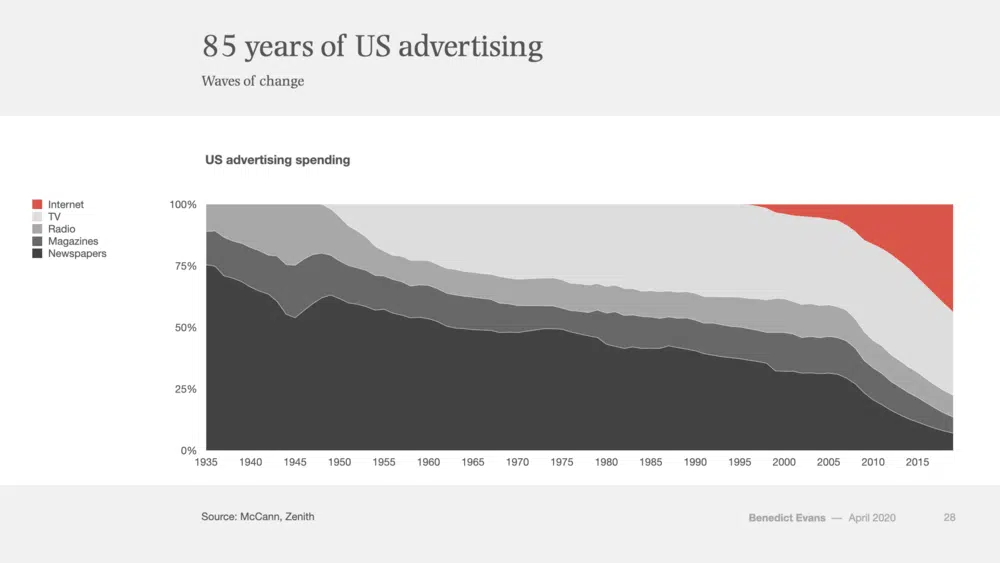 85 years of US advertising
Waves of change
US advertising spending
Internet
TV
Radio
Magazines
Newspapers
100%
75%
50%
25%
0%
1935 1940 1945 1950 1955 1960 1965 1970 1975 1980 1985 1990 1995 2000 2005 2010 2015
Source: McCann, Zenith
Benedict Evans — April 2020 28